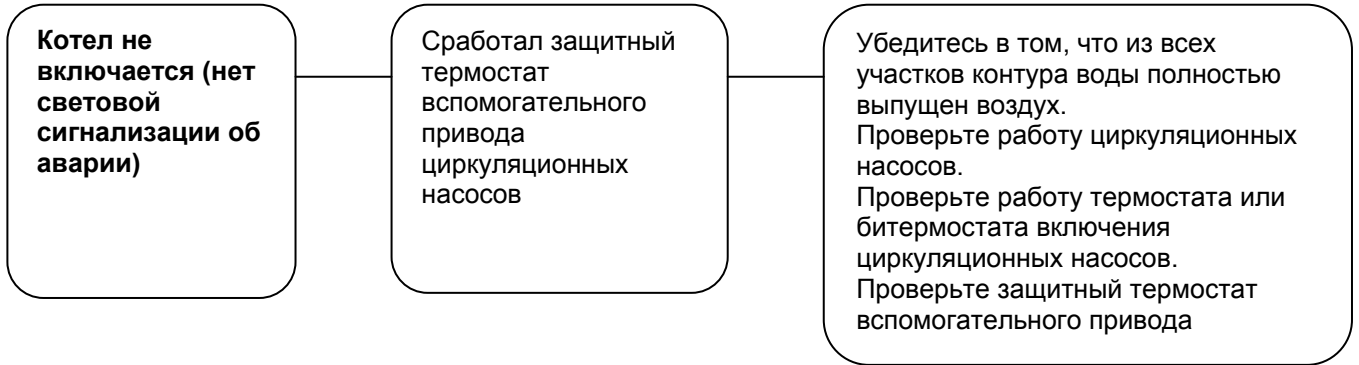 Котел не
включается (нет
световой
сигнализации об
аварии)
Сработал защитный
термостат
вспомогательного
привода
циркуляционных
насосов
Убедитесь в том, что из всех
участков контура воды полностью
выпущен воздух.
Проверьте работу циркуляционных
насосов.
Проверьте работу термостата или
битермостата включения
циркуляционных насосов.
Проверьте защитный термостат
вспомогательного привода